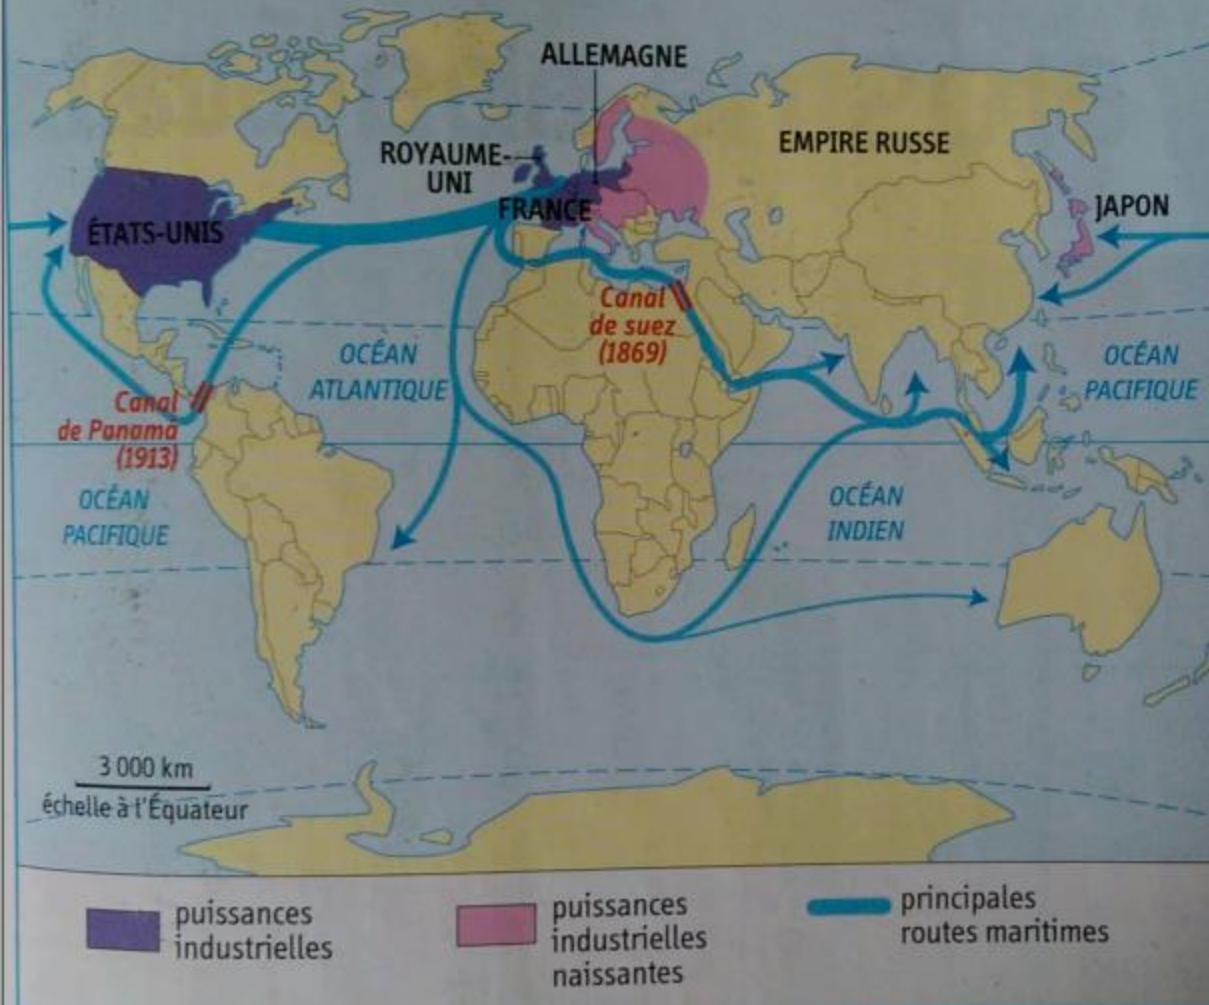 ALLEMAGNE
EMPIRE RUSSE
ROYAUME-
UNI
FRANCE
JAPON
ÉTATS-UNIS
Canal
de suez
(1869)
OCÉAN
ATLANTIQUE
OCÉAN
PACIFIQUE
Canal
de Panamá
(1913)
OCÉAN
PACIFIQUE
OCÉAN
INDIEN
3 000 km
échelle à l'Équateur
puissances
industrielles
puissances
industrielles
naissantes
principales
routes maritimes